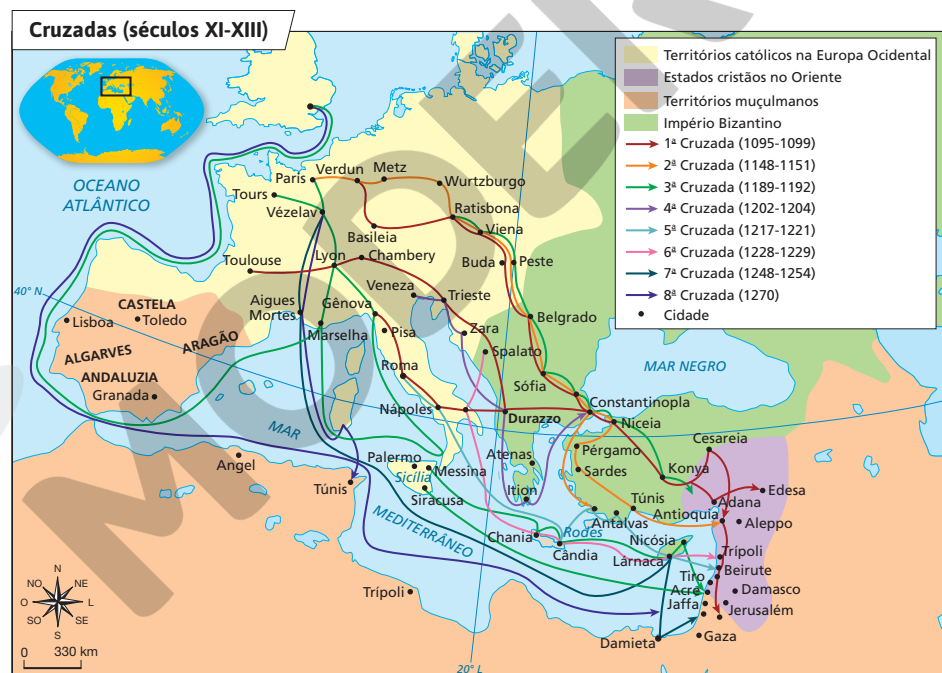 Cruzadas (séculos XI-XIII)
Territórios católicos na Europa Ocidental
Estados cristãos no Oriente
Territórios muçulmanos
Império Bizantino
1ª Cruzada (1095-1099)
2ª Cruzada (1148-1151)
3ª Cruzada (1189-1192)
4ª Cruzada (1202-1204)
5ª Cruzada (1217-1221)
6ª Cruzada (1228-1229)
7ª Cruzada (1248-1254)
8ª Cruzada (1270)
Cidade
OCEANO
ATLÂNTICO
Paris
Verdun
Metz
Wurtzburgo
Tours
Vézelav
Ratisbona
Viena
Basileia
Lyon
Chambery
Toulouse
Buda
Peste
Veneza
Trieste
40° N
Aigues
Mortes
Gênova
CASTELA
Lisboa
Toledo
ARAGÃO
Marselha
Pisa
Zara
Belgrado
Spalato
ALGARVES
ANDALUZIA
Granada
Roma
Sófia
MAR NEGRO
Nápoles
DURAZZO
Constantinopla
Niceia
MAR
MEDITERRÂNEO
Angel
Túnis
Palermo
Sicília
Messina
Siracusa
Atenas
Ition
Pérgamo
Sardes
Konya
Cesareia
Adana
Edesa
Túnis
Antalvas
Antioquia
Aleppo
Rodes
Chania
Cândia
Nicósia
Lárnaca
Trípoli
Beirute
Tiro
Acre
Damasco
Jaffa
Jerusalém
Gaza
Damieta
Trípoli
N
NO
NE
O
L
SO
SE
S
0 330 km
20° L
MODER